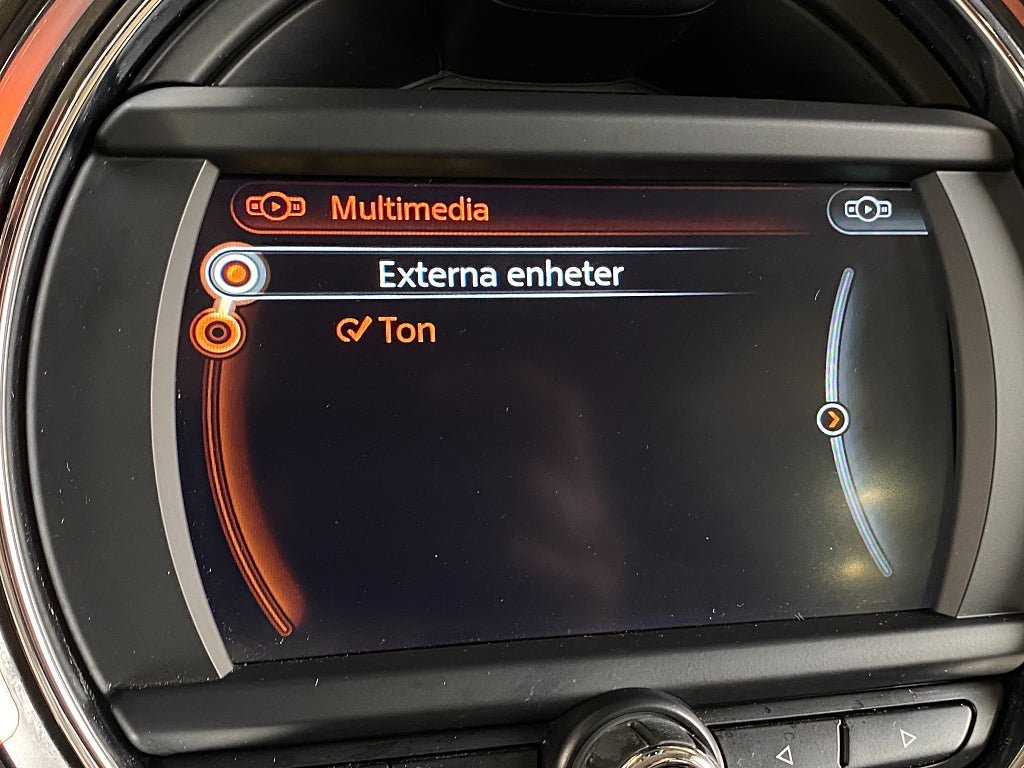 Multimedia
Externa enheter
Ton